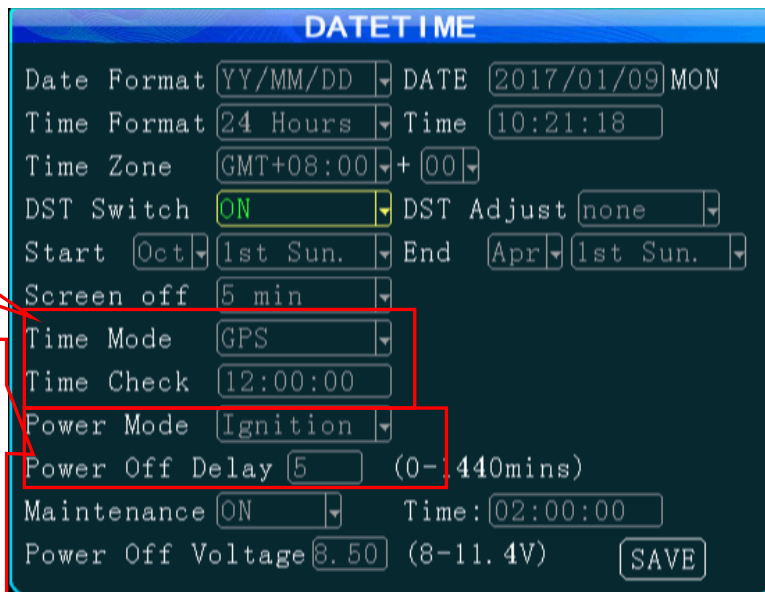 DATETIME
Date Format YY/MM/DD DATE 2017/01/09 MON
Time Format 24 Hours Time 10:21:18
Time Zone GMT+08:00 + 00
DST Switch ON DST Adjust none
Start Oct 1st Sun. End Apr 1st Sun.
Screen off 5 min
Time Mode GPS
Time Check 12:00:00
Power Mode Ignition
Power Off Delay 5 (0-1440mins)
Maintenance ON Time: 02:00:00
Power Off Voltage 8.50 (8-11.4V) SAVE